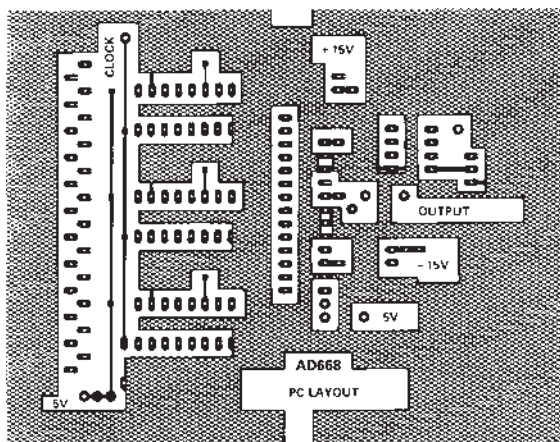 CLOCK
+ 15V
OUTPUT
– 15V
5V
5V
AD668
PC LAYOUT